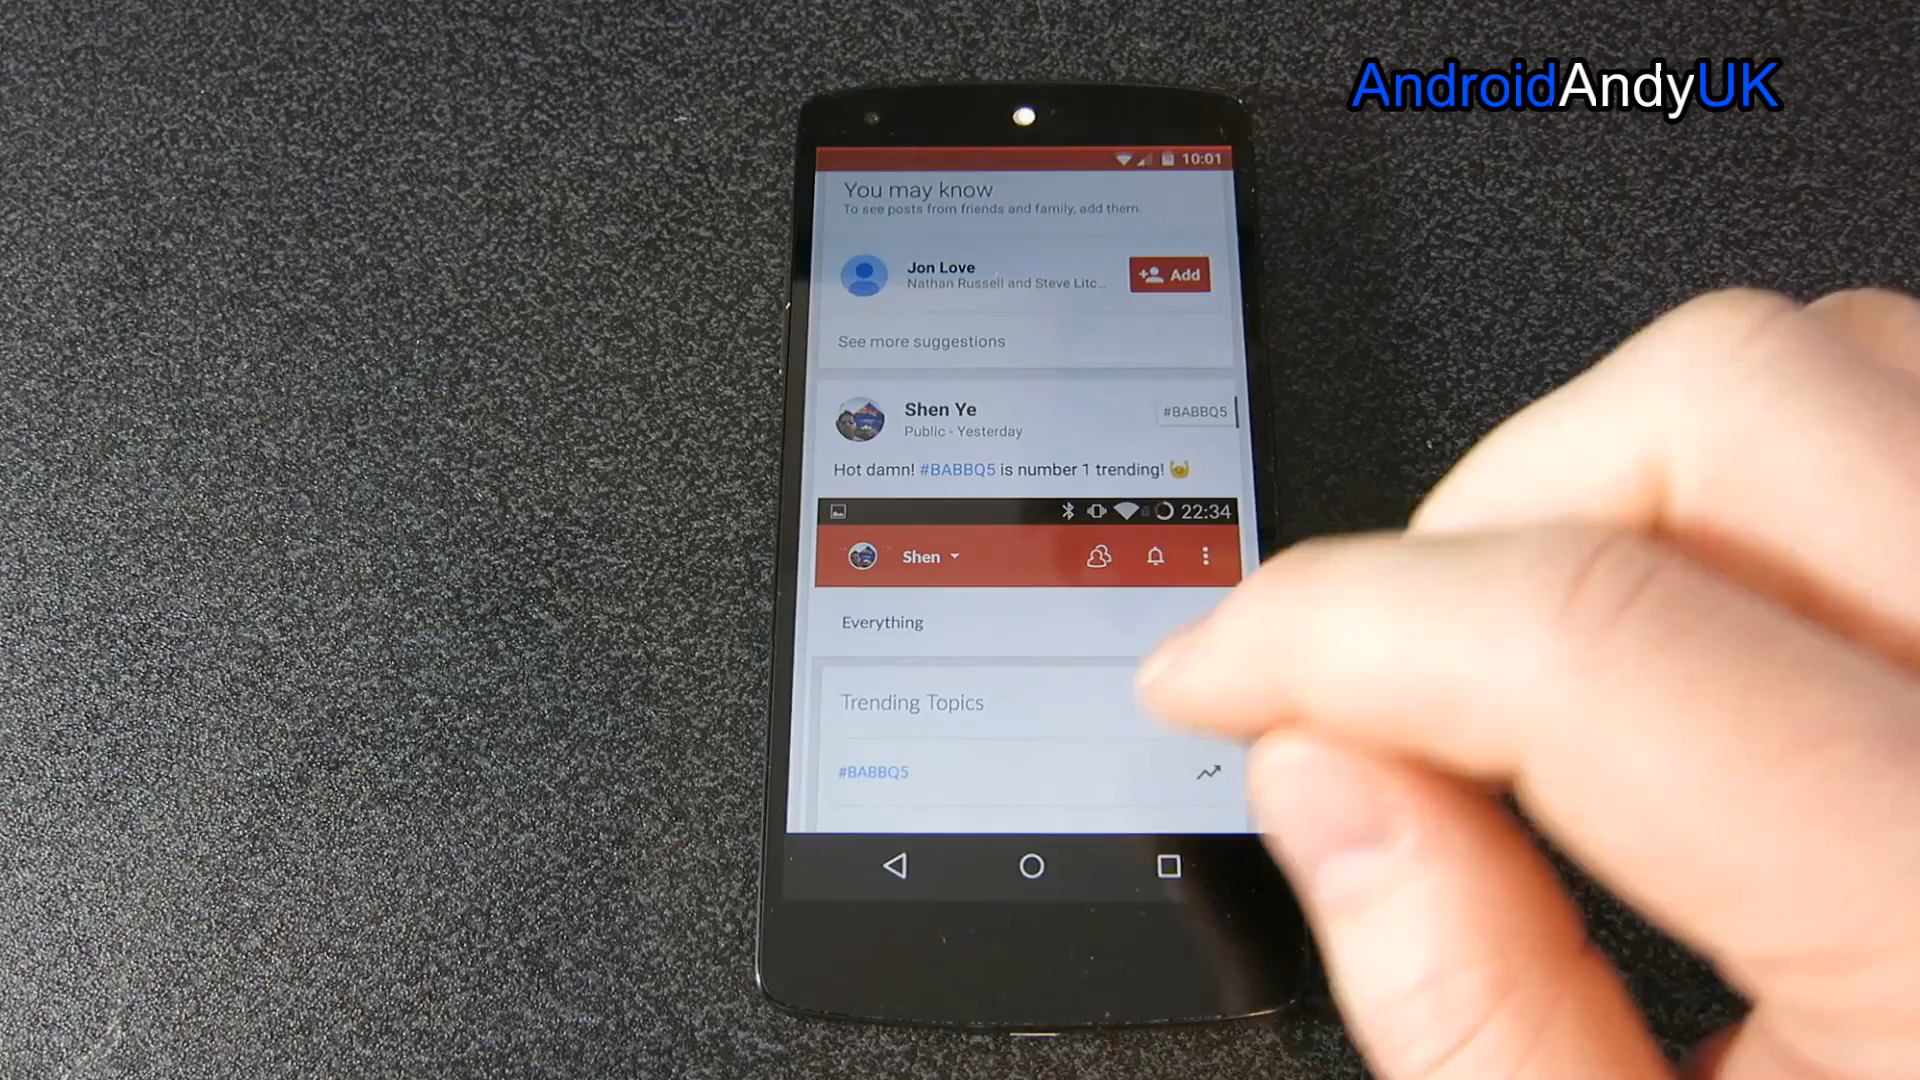 AndroidAndyUK
10:01
You may know
To see posts from friends and family, add them.
Jon Love
Nathan Russell and Steve Litc...
Add
See more suggestions
Shen Ye
#BABBQ5
Public - Yesterday
Hot damn! #BABBQ5 is number 1 trending!
22:34
Shen
Everything
Trending Topics
#BABBQ5